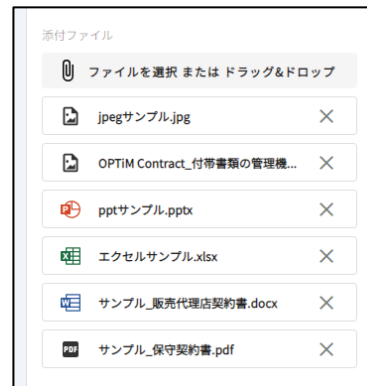 添付ファイル
ファイルを選択 または ドラッグ&ドロップ
jpegサンプル.jpg
OPTiM Contract_付帯書類の管理機...
pptサンプル.pptx
エクセルサンプル.xlsx
サンプル_販売代理店契約書.docx
サンプル_保守契約書.pdf